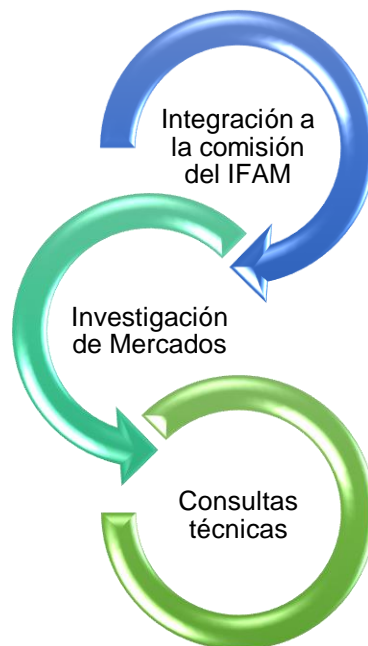 Integración a
la comisión
del IFAM
Investigación
de Mercados
Consultas
técnicas